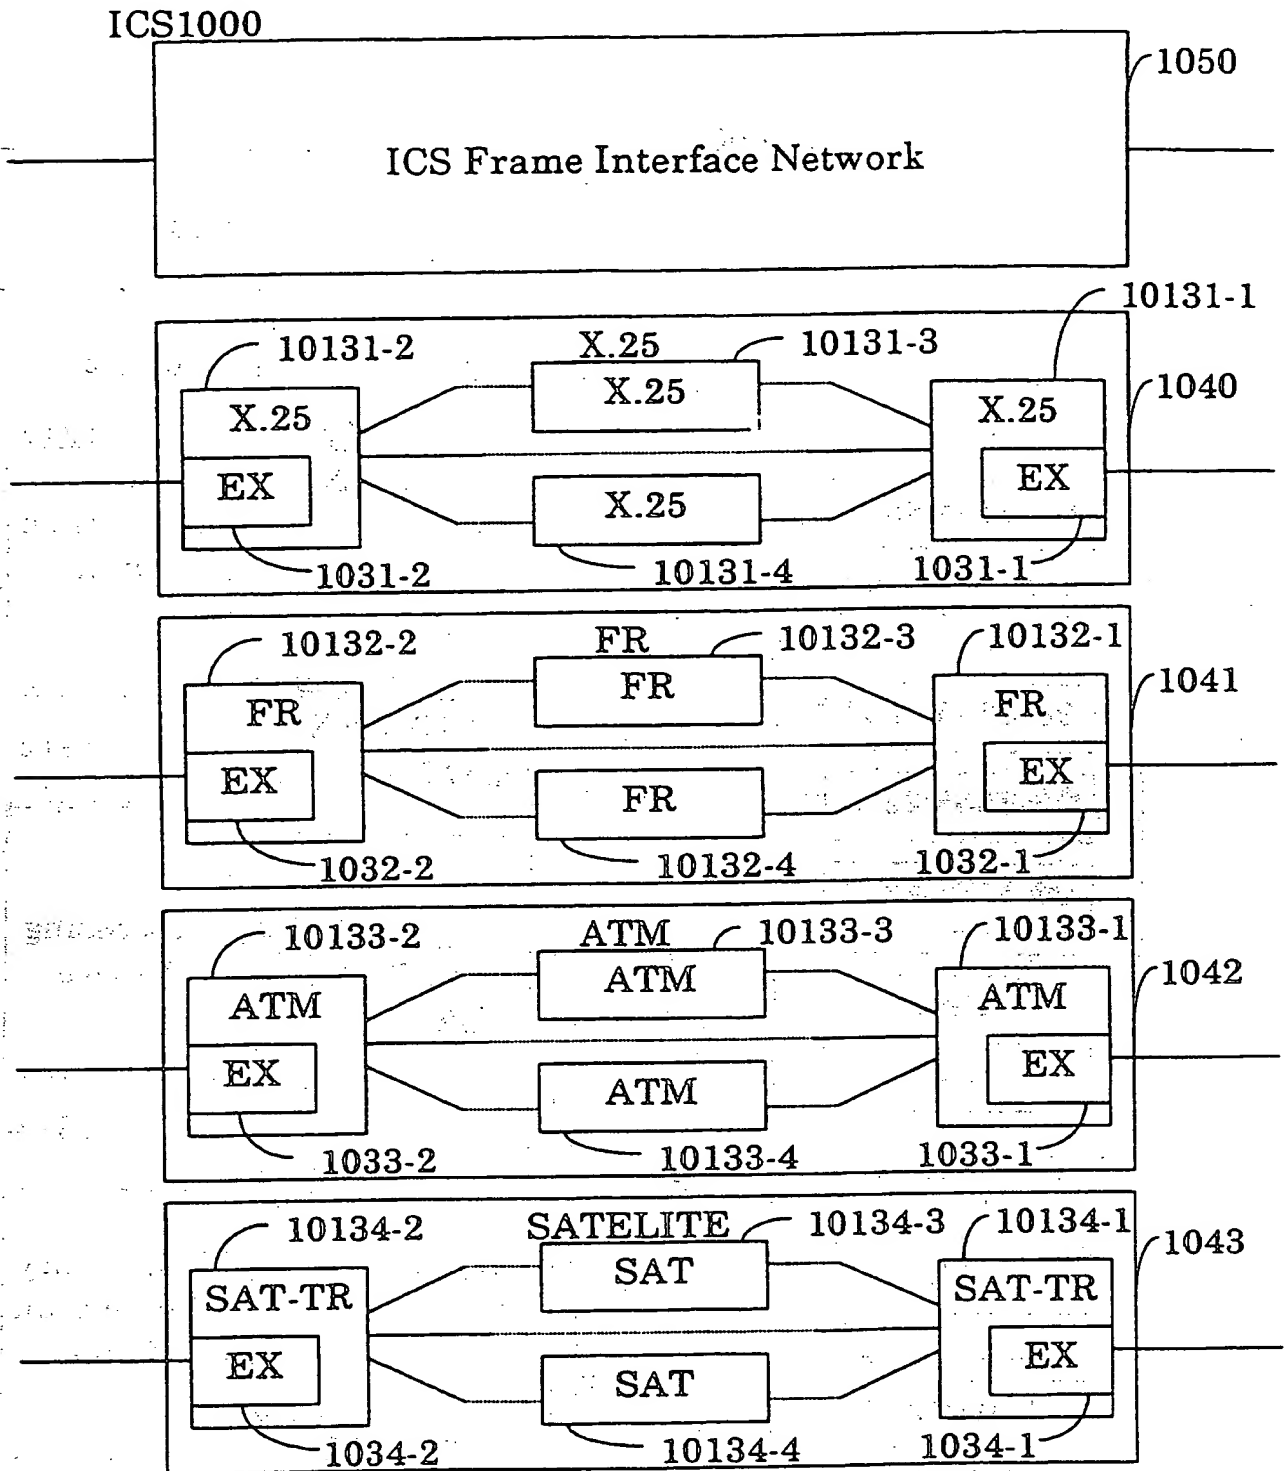 ICS1000
1050
ICS Frame Interface Network
10131-1
10131-2
X.25
10131-3
X.25
X.25
X.25
1040
EX
X.25
EX
1031-2
10131-4
1031-1
10132-2
FR
10132-3
10132-1
FR
FR
FR
1041
EX
FR
EX
1032-2
10132-4
1032-1
10133-2
ATM
10133-3
10133-1
ATM
ATM
ATM
1042
EX
ATM
EX
1033-2
10133-4
1033-1
10134-2
SATELITE
10134-3
10134-1
SAT-TR
SAT
SAT-TR
1043
EX
SAT
EX
1034-2
10134-4
1034-1